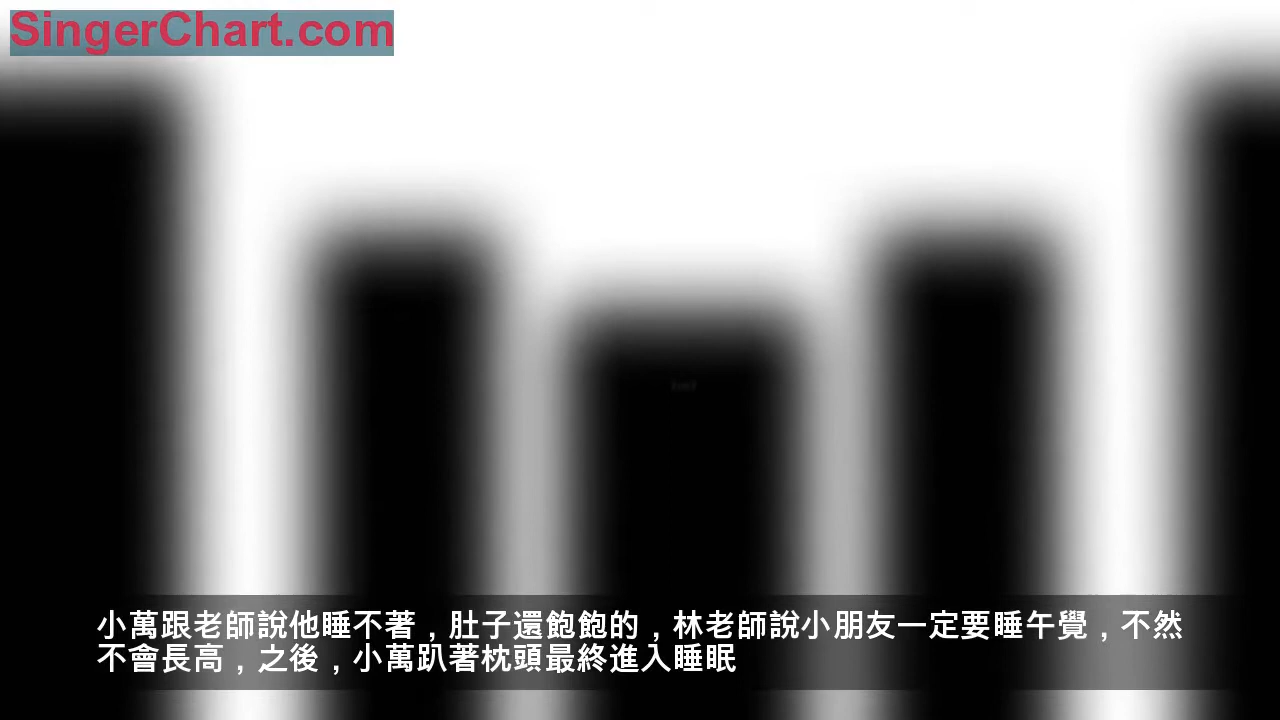 SingerChart.com
小萬跟老師說他睡不著，肚子還飽飽的，林老師說小朋友一定要睡午覺，不然
不會長高，之後，小萬趴著枕頭最終進入睡眠